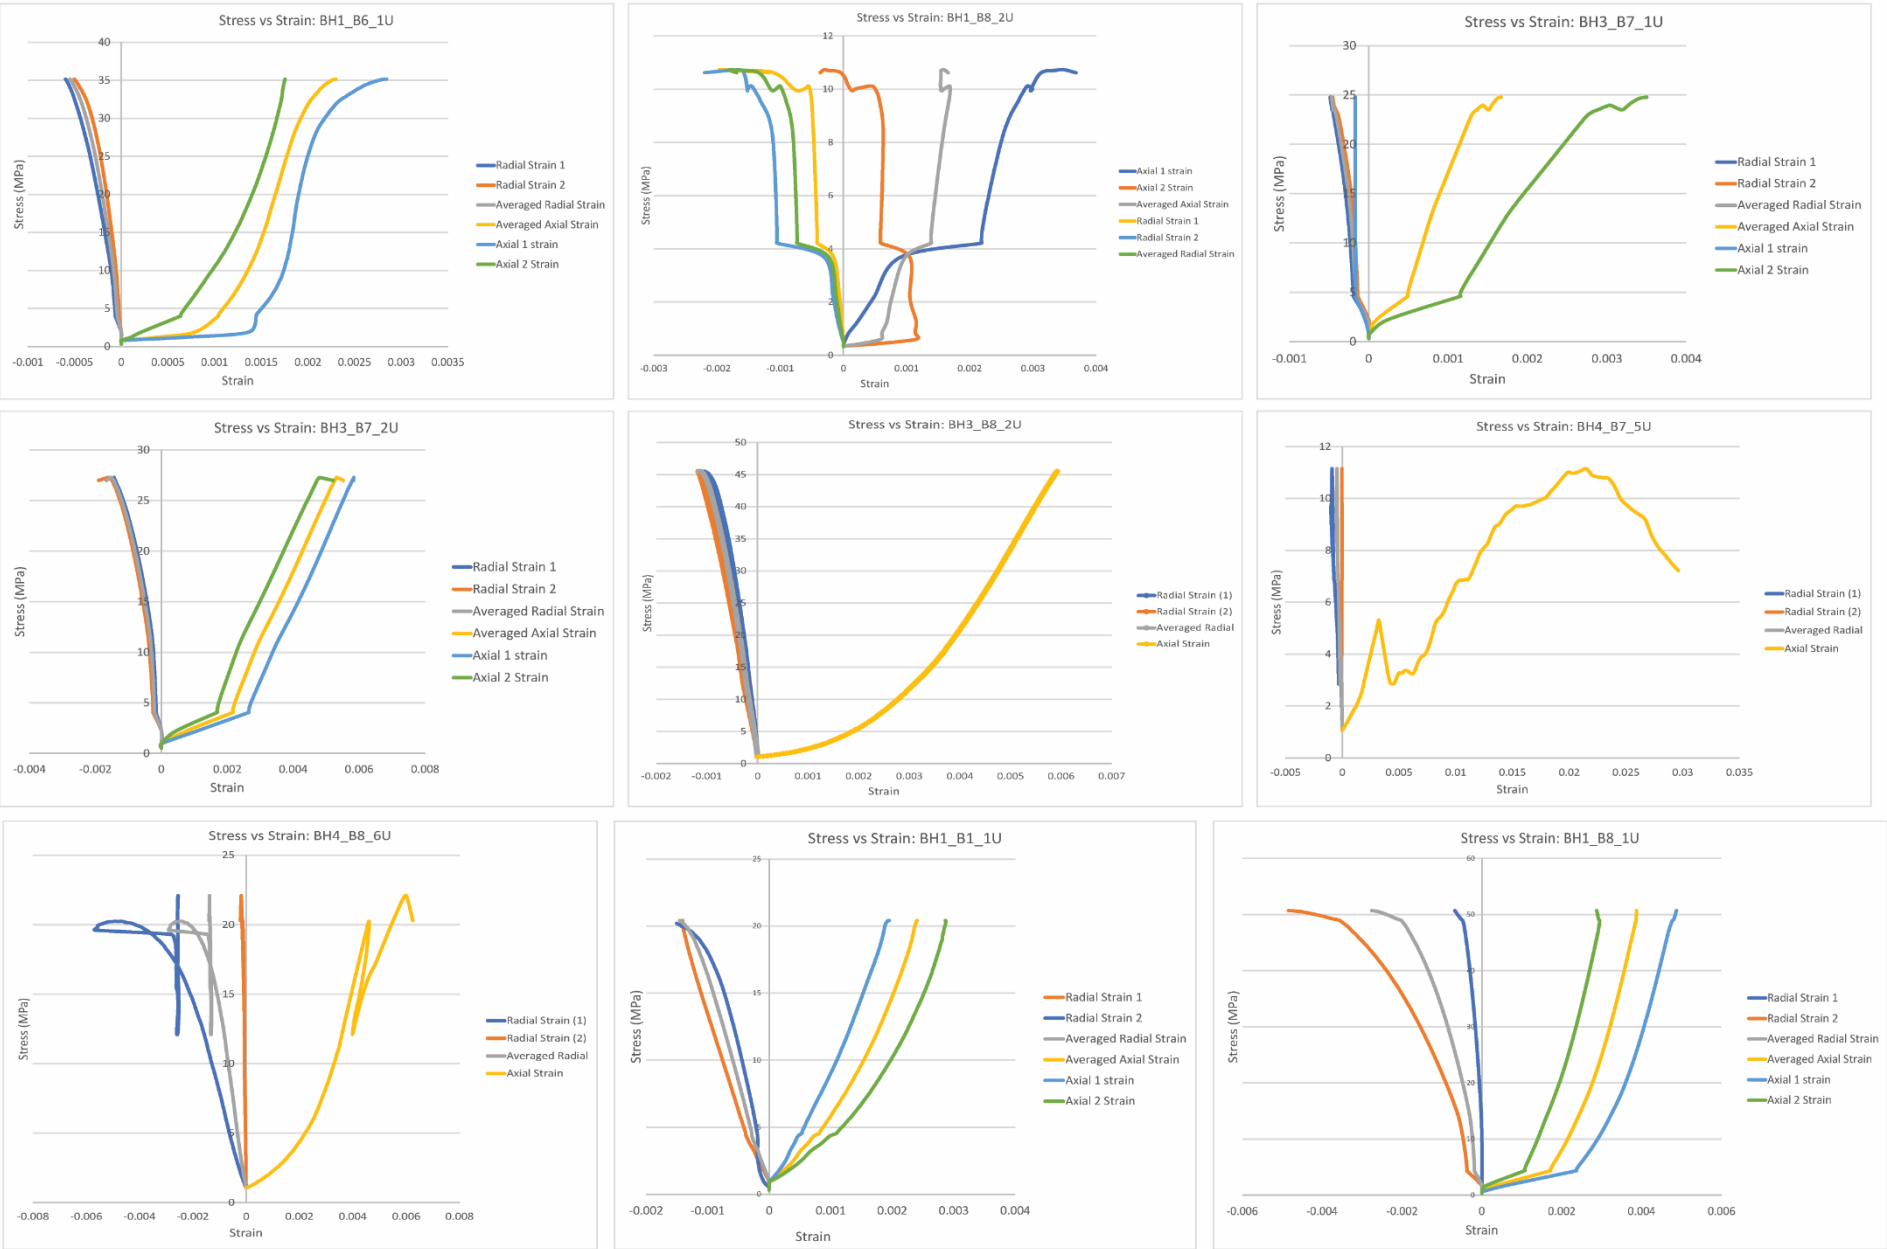 Stress vs Strain: BH1_B6_1U
40
35
30
25
20
15
10
5
0
-0.001 -0.0005 0 0.0005 0.001 0.0015 0.002 0.0025 0.003 0.0035
Stress (MPa)
Strain
Radial Strain 1
Radial Strain 2
Averaged Radial Strain
Averaged Axial Strain
Axial 1 strain
Axial 2 Strain
Stress vs Strain: BH1_B8_2U
12
10
8
6
4
2
0
-0.003 -0.002 -0.001 0 0.001 0.002 0.003 0.004
Stress (MPa)
Strain
Axial 1 strain
Axial 2 Strain
Averaged Axial Strain
Radial Strain 1
Radial Strain 2
Averaged Radial Strain
Stress vs Strain: BH3_B7_1U
30
25
20
15
10
5
0
-0.001 0 0.001 0.002 0.003 0.004
Stress (MPa)
Strain
Radial Strain 1
Radial Strain 2
Averaged Radial Strain
Averaged Axial Strain
Axial 1 strain
Axial 2 Strain
Stress vs Strain: BH3_B7_2U
30
25
20
15
10
5
0
-0.004 -0.002 0 0.002 0.004 0.006 0.008
Stress (MPa)
Strain
Radial Strain 1
Radial Strain 2
Averaged Radial Strain
Averaged Axial Strain
Axial 1 strain
Axial 2 Strain
Stress vs Strain: BH3_B8_2U
50
45
40
35
30
25
20
15
10
5
0
-0.002 -0.001 0 0.001 0.002 0.003 0.004 0.005 0.006 0.007
Stress (MPa)
Strain
Radial Strain (1)
Radial Strain (2)
Averaged Radial
Axial Strain
Stress vs Strain: BH4_B7_5U
12
10
8
6
4
2
0
-0.005 0 0.005 0.01 0.015 0.02 0.025 0.03 0.035
Stress (MPa)
Strain
Radial Strain (1)
Radial Strain (2)
Averaged Radial
Axial Strain
Stress vs Strain: BH4_B8_6U
25
20
15
10
5
0
-0.008 -0.006 -0.004 -0.002 0 0.002 0.004 0.006 0.008
Stress (MPa)
Strain
Radial Strain (1)
Radial Strain (2)
Averaged Radial
Axial Strain
Stress vs Strain: BH1_B1_1U
25
20
15
10
5
0
-0.002 -0.001 0 0.001 0.002 0.003 0.004
Stress (MPa)
Strain
Radial Strain 1
Radial Strain 2
Averaged Radial Strain
Averaged Axial Strain
Axial 1 strain
Axial 2 Strain
Stress vs Strain: BH1_B8_1U
60
50
40
30
20
10
0
-0.006 -0.004 -0.002 0 0.002 0.004 0.006
Stress (MPa)
Strain
Radial Strain 1
Radial Strain 2
Averaged Radial Strain
Averaged Axial Strain
Axial 1 strain
Axial 2 Strain